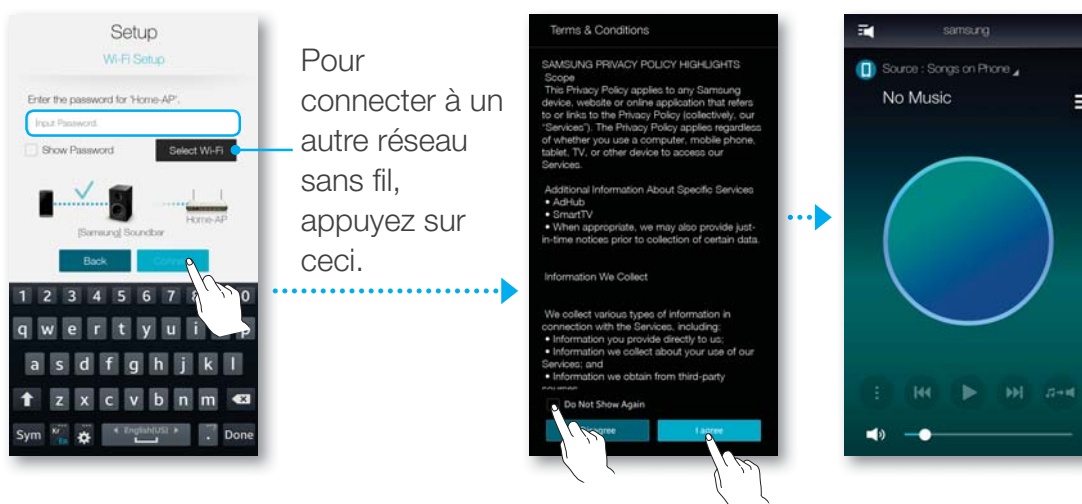 Setup
Wi-Fi Setup
Enter the password for 'Home-AP'.
Input Password.
Show Password
Select Wi-Fi
Home-AP
[Samsung] Soundbar
Back
1 2 3 4 5 6 7 8 0
q w e r t y u i p
a s d f g h j k l
z x c v b n m
Sym
Kr
En
English(US)
.
Done
Pour
connecter à un
autre réseau
sans fil,
appuyez sur
ceci.
Terms & Conditions
SAMSUNG PRIVACY POLICY HIGHLIGHTS
Scope
This Privacy Policy applies to any Samsung
device, website or online application that refers
to or links to the Privacy Policy (collectively, our
"Services"). The Privacy Policy applies regardless
of whether you use a computer, mobile phone,
tablet, TV, or other device to access our
Services.
Additional Information About Specific Services
• AdHub
• SmartTV
• When appropriate, we may also provide just-
in-time notices prior to collection of certain data.
Information We Collect
We collect various types of information in
connection with the Services, including:
• Information you provide directly to us;
• Information we collect about your use of our
Services; and
• Information we obtain from third-party
Do Not Show Again
Disagree
I agree
samsung
Source : Songs on Phone
No Music